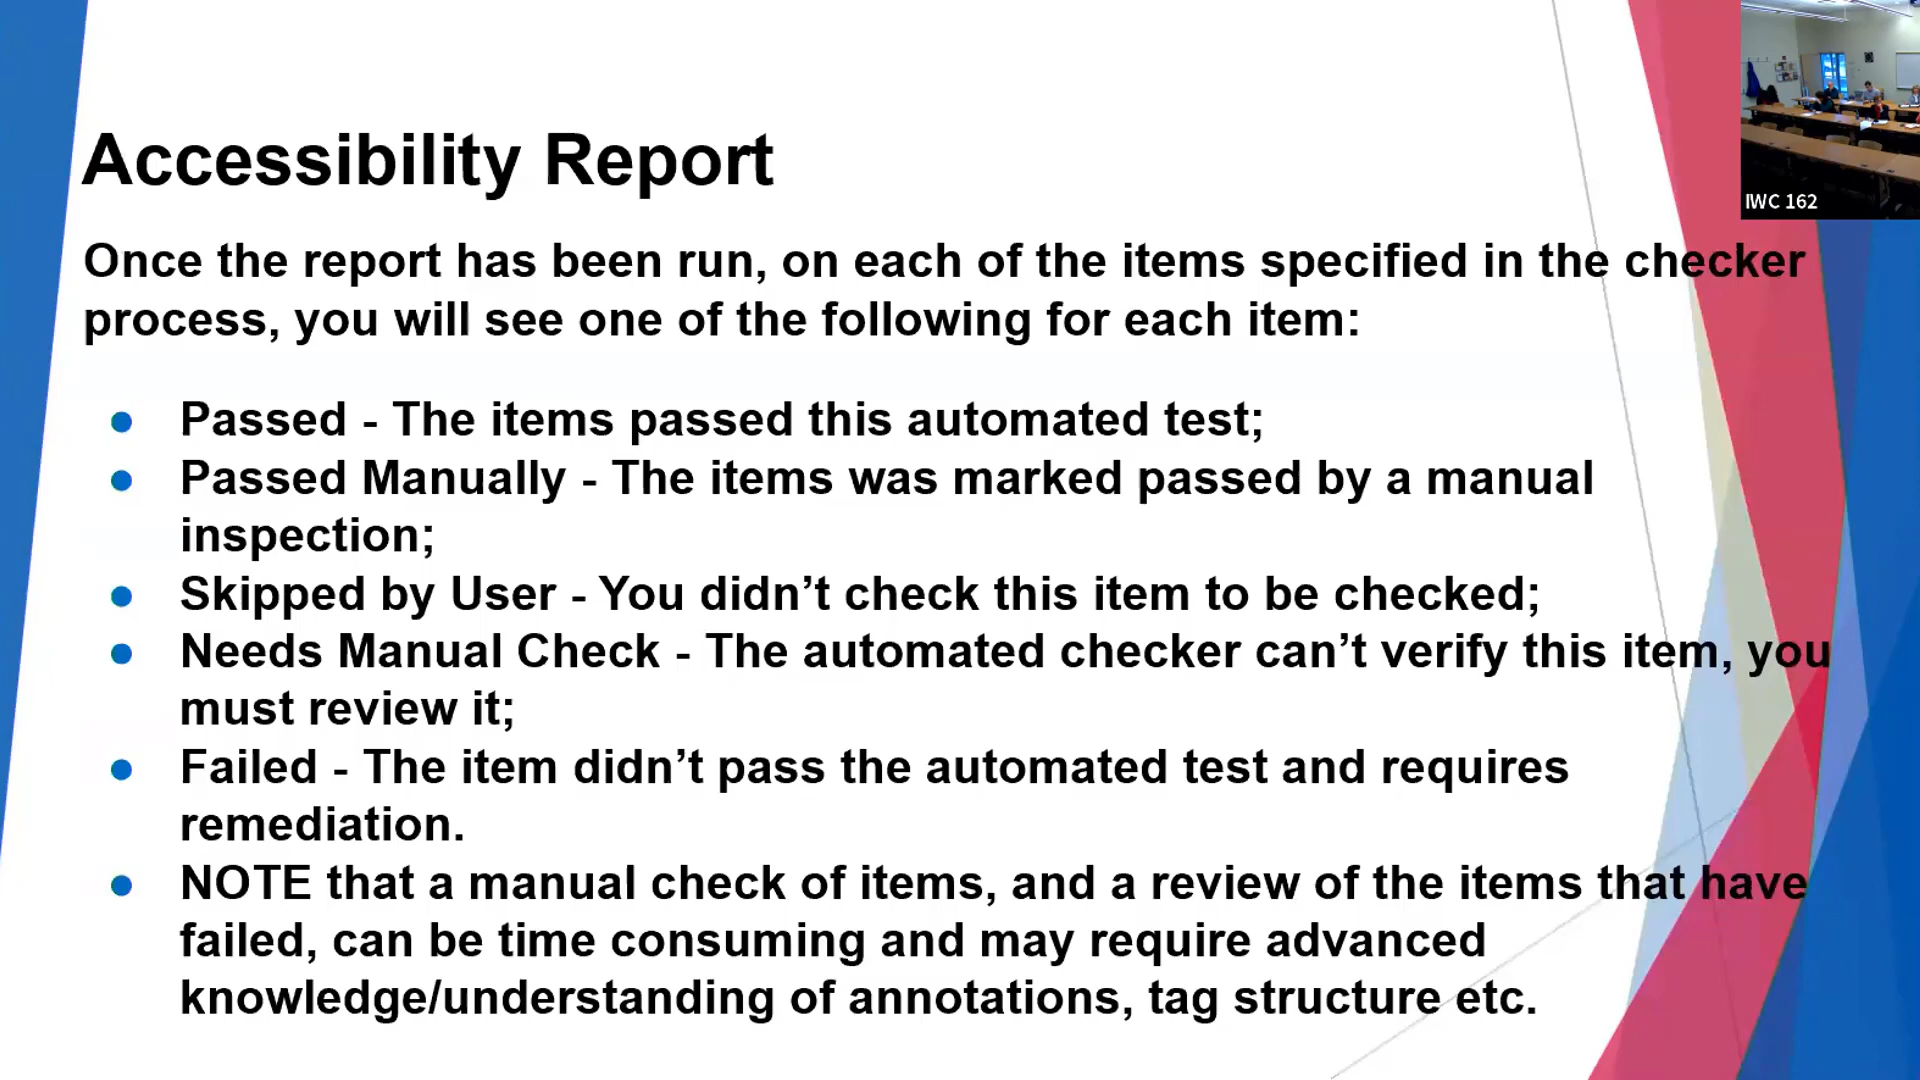 IWC 162
Accessibility Report
Once the report has been run, on each of the items specified in the checker
process, you will see one of the following for each item:
● Passed - The items passed this automated test;
● Passed Manually - The items was marked passed by a manual
inspection;
● Skipped by User - You didn’t check this item to be checked;
● Needs Manual Check - The automated checker can’t verify this item, you
must review it;
● Failed - The item didn’t pass the automated test and requires
remediation.
● NOTE that a manual check of items, and a review of the items that have
failed, can be time consuming and may require advanced
knowledge/understanding of annotations, tag structure etc.